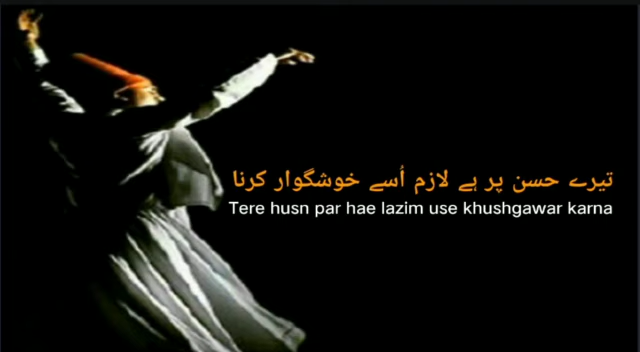 تیرے حسن پر ہے لازم اُسے خوشگوار کرنا
Tere husn par hae lazim use khushgawar karna